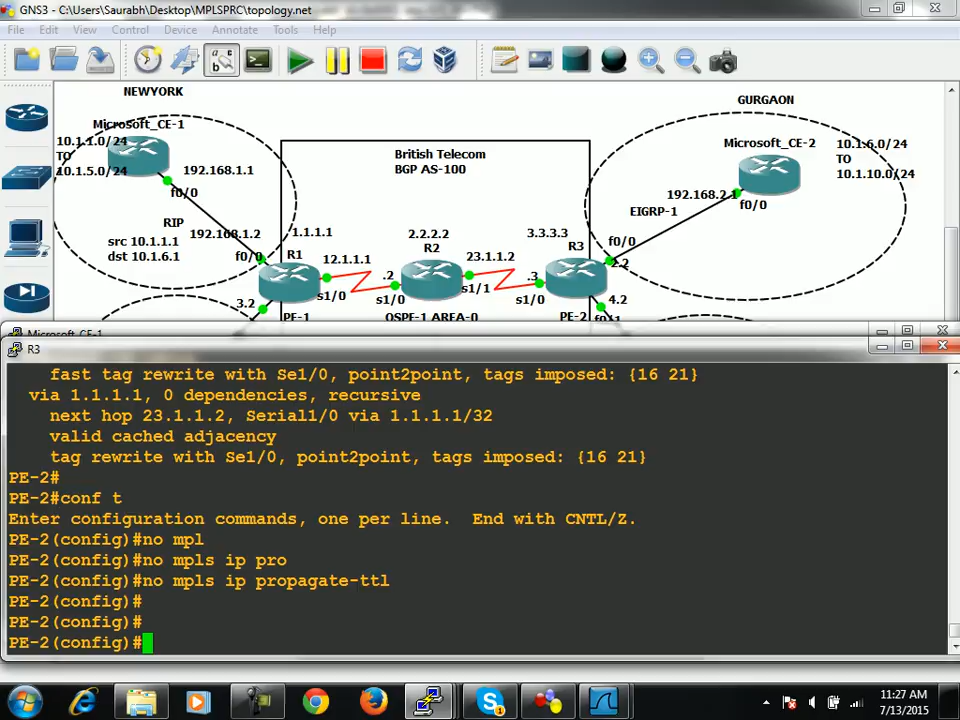 GNS3 - C:\Users\Saurabh\Desktop\MPLSPRC\topology.net
File Edit View Control Device Annotate Tools Help
NEWYORK
GURGAON
Microsoft_CE-1
Microsoft_CE-2
10.1.1.0/24
TO
10.1.5.0/24
192.168.1.1
f0/0
British Telecom
BGP AS-100
10.1.6.0/24
TO
10.1.10.0/24
192.168.2.1
f0/0
EIGRP-1
RIP
src 10.1.1.1
dst 10.1.6.1
192.168.1.2
f0/0
1.1.1.1
R1
2.2.2.2
R2
3.3.3.3
R3
f0/0
2.2
12.1.1.1
23.1.1.2
s1/0
.2
s1/0
s1/1
.3
s1/0
3.2
4.2
PE-1
OSPF-1 AREA-0
PE-2
Microsoft_CE-1
R3
fast tag rewrite with Se1/0, point2point, tags imposed: {16 21}
via 1.1.1.1, 0 dependencies, recursive
next hop 23.1.1.2, Serial1/0 via 1.1.1.1/32
valid cached adjacency
tag rewrite with Se1/0, point2point, tags imposed: {16 21}
PE-2#
PE-2#conf t
Enter configuration commands, one per line.  End with CNTL/Z.
PE-2(config)#no mpl
PE-2(config)#no mpls ip pro
PE-2(config)#no mpls ip propagate-ttl
PE-2(config)#
PE-2(config)#
PE-2(config)#
11:27 AM
7/13/2015